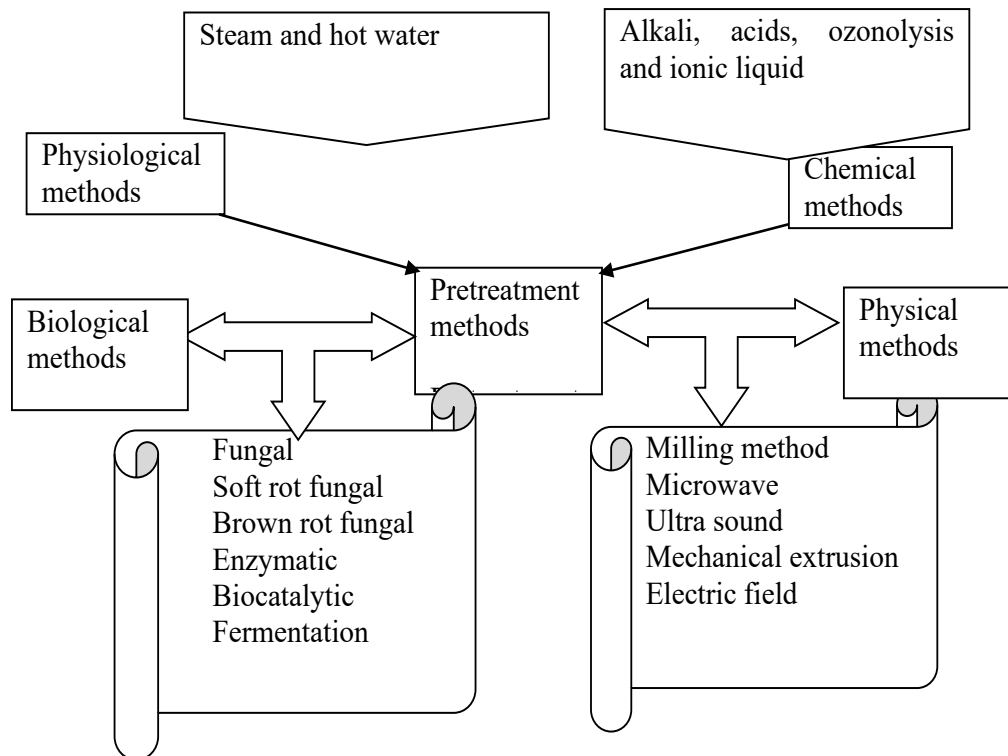 Steam and hot water
Alkali, acids, ozonolysis
and ionic liquid
Physiological
methods
Chemical
methods
Pretreatment
methods
Biological
methods
Physical
methods
Fungal
Soft rot fungal
Brown rot fungal
Enzymatic
Biocatalytic
Fermentation
Milling method
Microwave
Ultra sound
Mechanical extrusion
Electric field